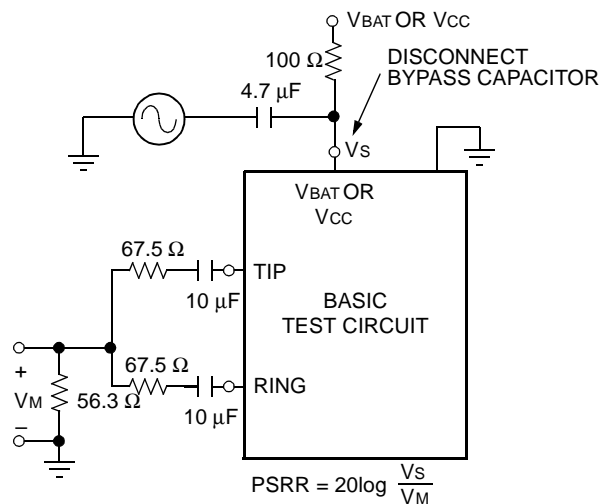 VBAT OR VCC
100 Ω
DISCONNECT
BYPASS CAPACITOR
4.7 µF
VS
VBAT OR
VCC
67.5 Ω
TIP
10 µF
BASIC
TEST CIRCUIT
67.5 Ω
RING
+
VM
56.3 Ω
10 µF
–
PSRR = 20log VS
VM